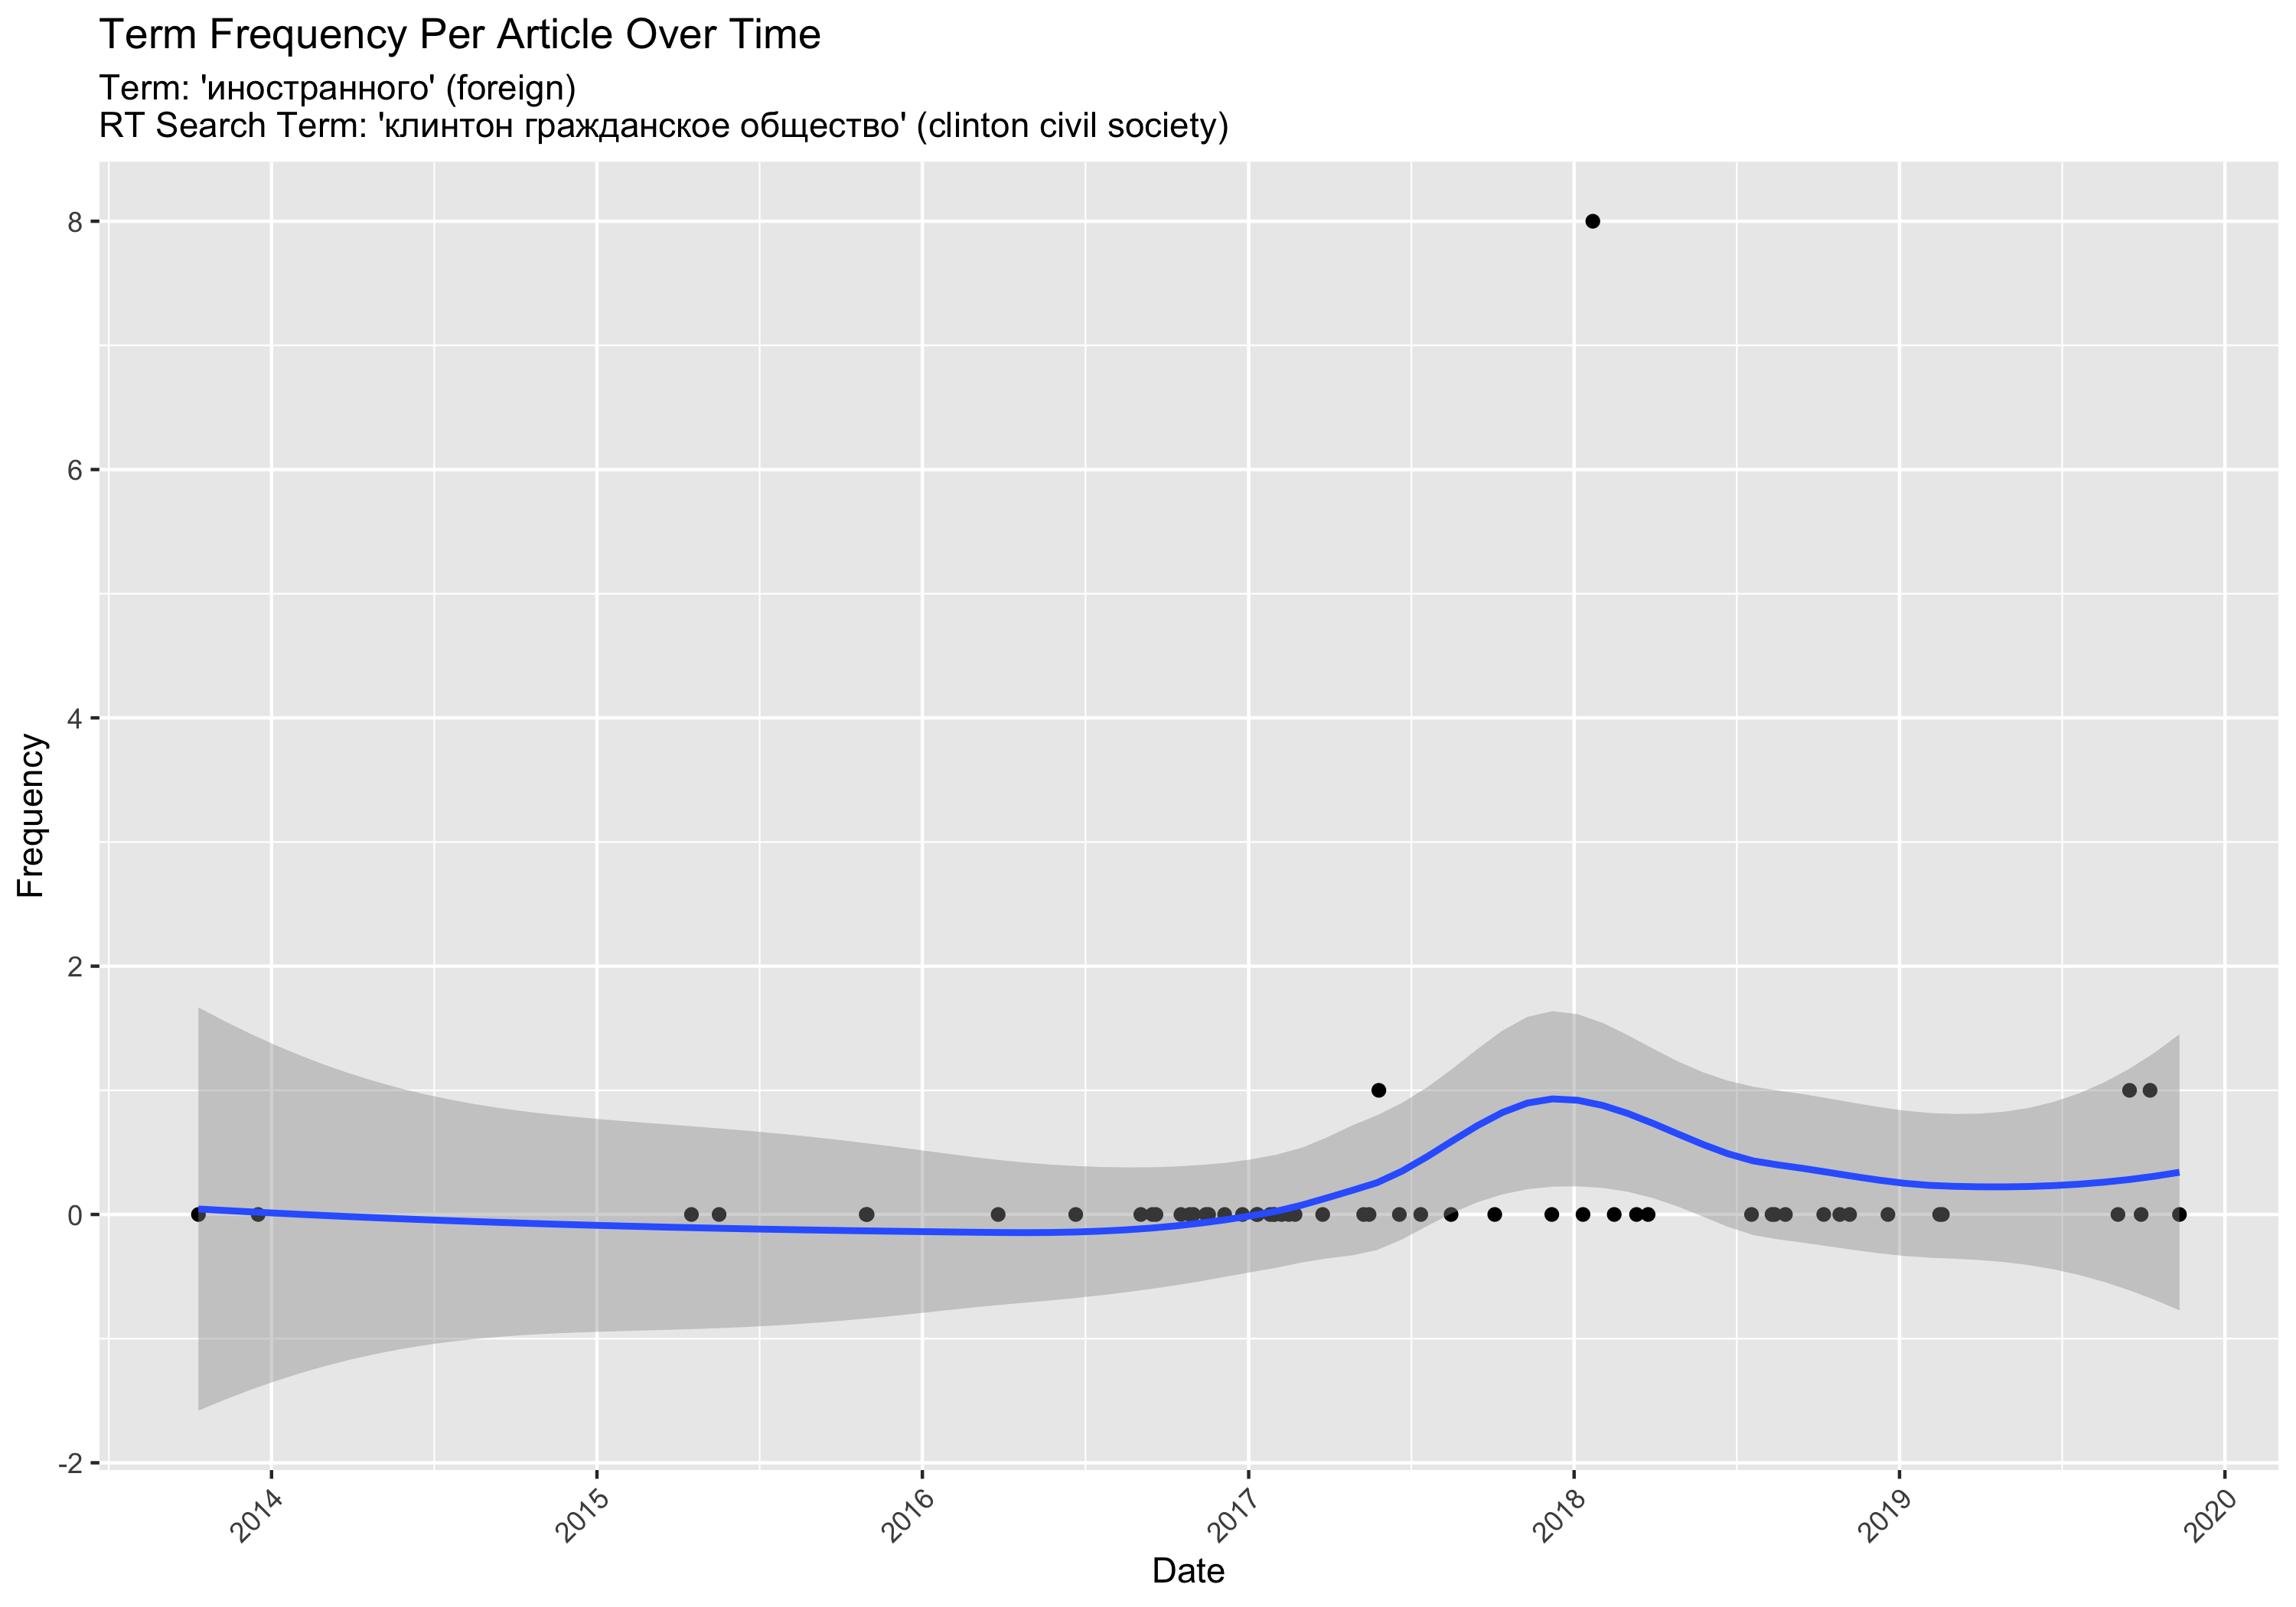 Term Frequency Per Article Over Time
Term: 'иностранного' (foreign)
RT Search Term: 'клинтон гражданское общество' (clinton civil society)
8
6
4
2
0
-2
Frequency
2014
2015
2016
2017
2018
2019
2020
Date